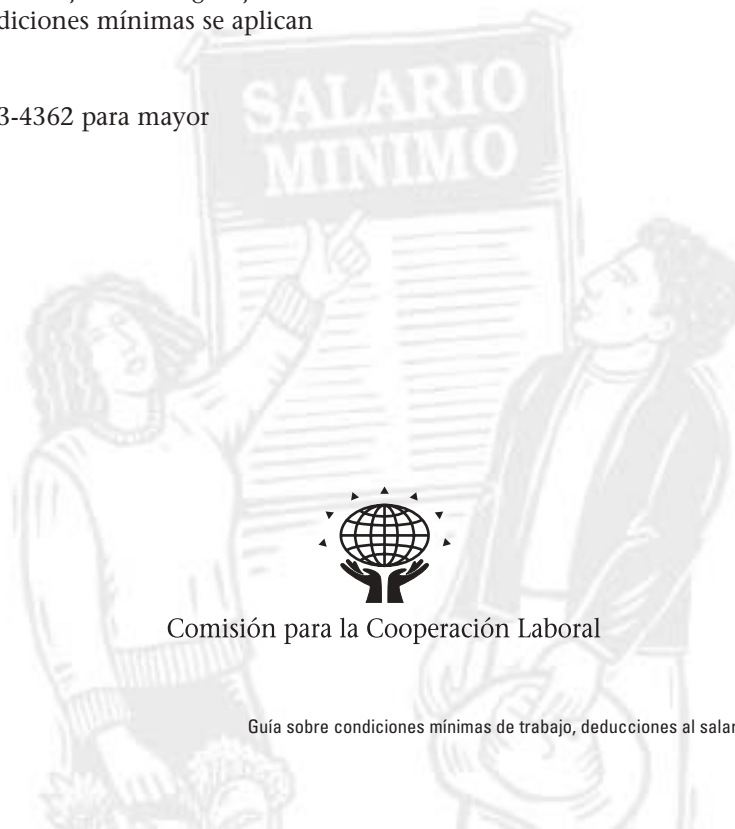 diciones mínimas se aplican
3-4362 para mayor
SALARIO
MINIMO
Comisión para la Cooperación Laboral
Guía sobre condiciones mínimas de trabajo, deducciones al salar